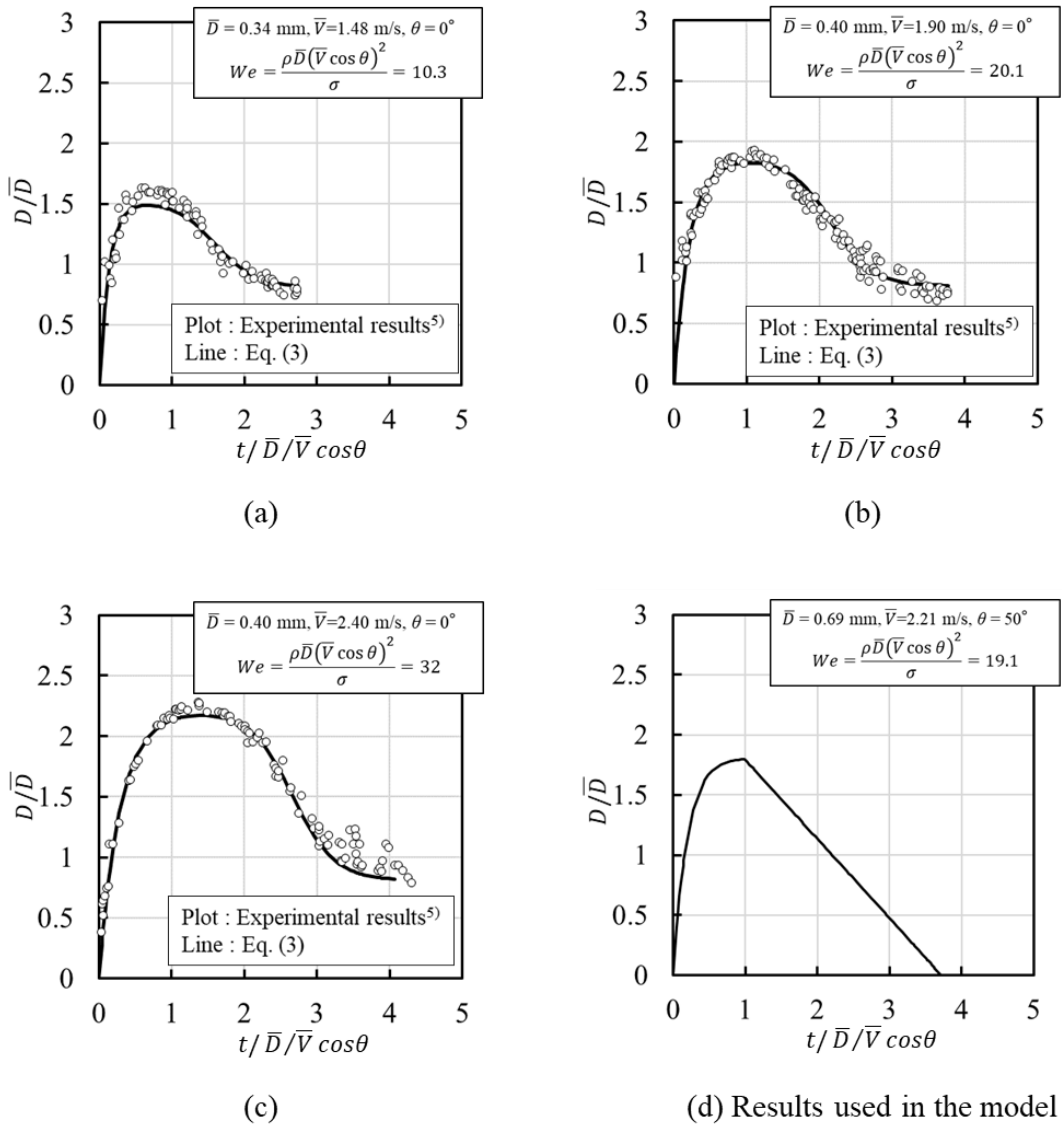 D̅ = 0.34 mm, V̅=1.48 m/s, θ = 0°
We = ρD̅(V̅ cos θ)² / σ = 10.3
3
2.5
2
1.5
1
0.5
0
D/D̅
Plot : Experimental results⁵⁾
Line : Eq. (3)
0 1 2 3 4 5
t/ D̅/V̅ cosθ
(a)
D̅ = 0.40 mm, V̅=1.90 m/s, θ = 0°
We = ρD̅(V̅ cos θ)² / σ = 20.1
3
2.5
2
1.5
1
0.5
0
D/D̅
Plot : Experimental results⁵⁾
Line : Eq. (3)
0 1 2 3 4 5
t/ D̅/V̅ cosθ
(b)
D̅ = 0.40 mm, V̅=2.40 m/s, θ = 0°
We = ρD̅(V̅ cos θ)² / σ = 32
3
2.5
2
1.5
1
0.5
0
D/D̅
Plot : Experimental results⁵⁾
Line : Eq. (3)
0 1 2 3 4 5
t/ D̅/V̅ cosθ
(c)
D̅ = 0.69 mm, V̅=2.21 m/s, θ = 50°
We = ρD̅(V̅ cos θ)² / σ = 19.1
3
2.5
2
1.5
1
0.5
0
D/D̅
0 1 2 3 4 5
t/ D̅/V̅ cosθ
(d) Results used in the model